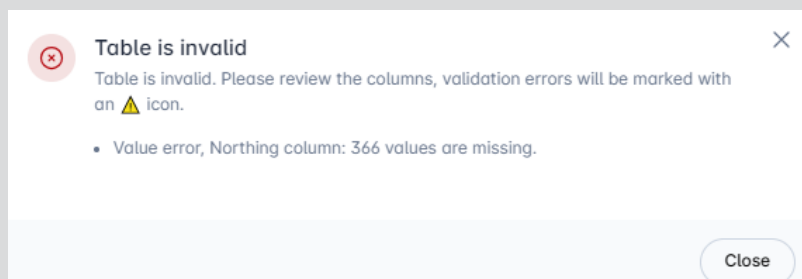 Table is invalid
Table is invalid. Please review the columns, validation errors will be marked with
an ⚠ icon.
• Value error, Northing column: 366 values are missing.
Close